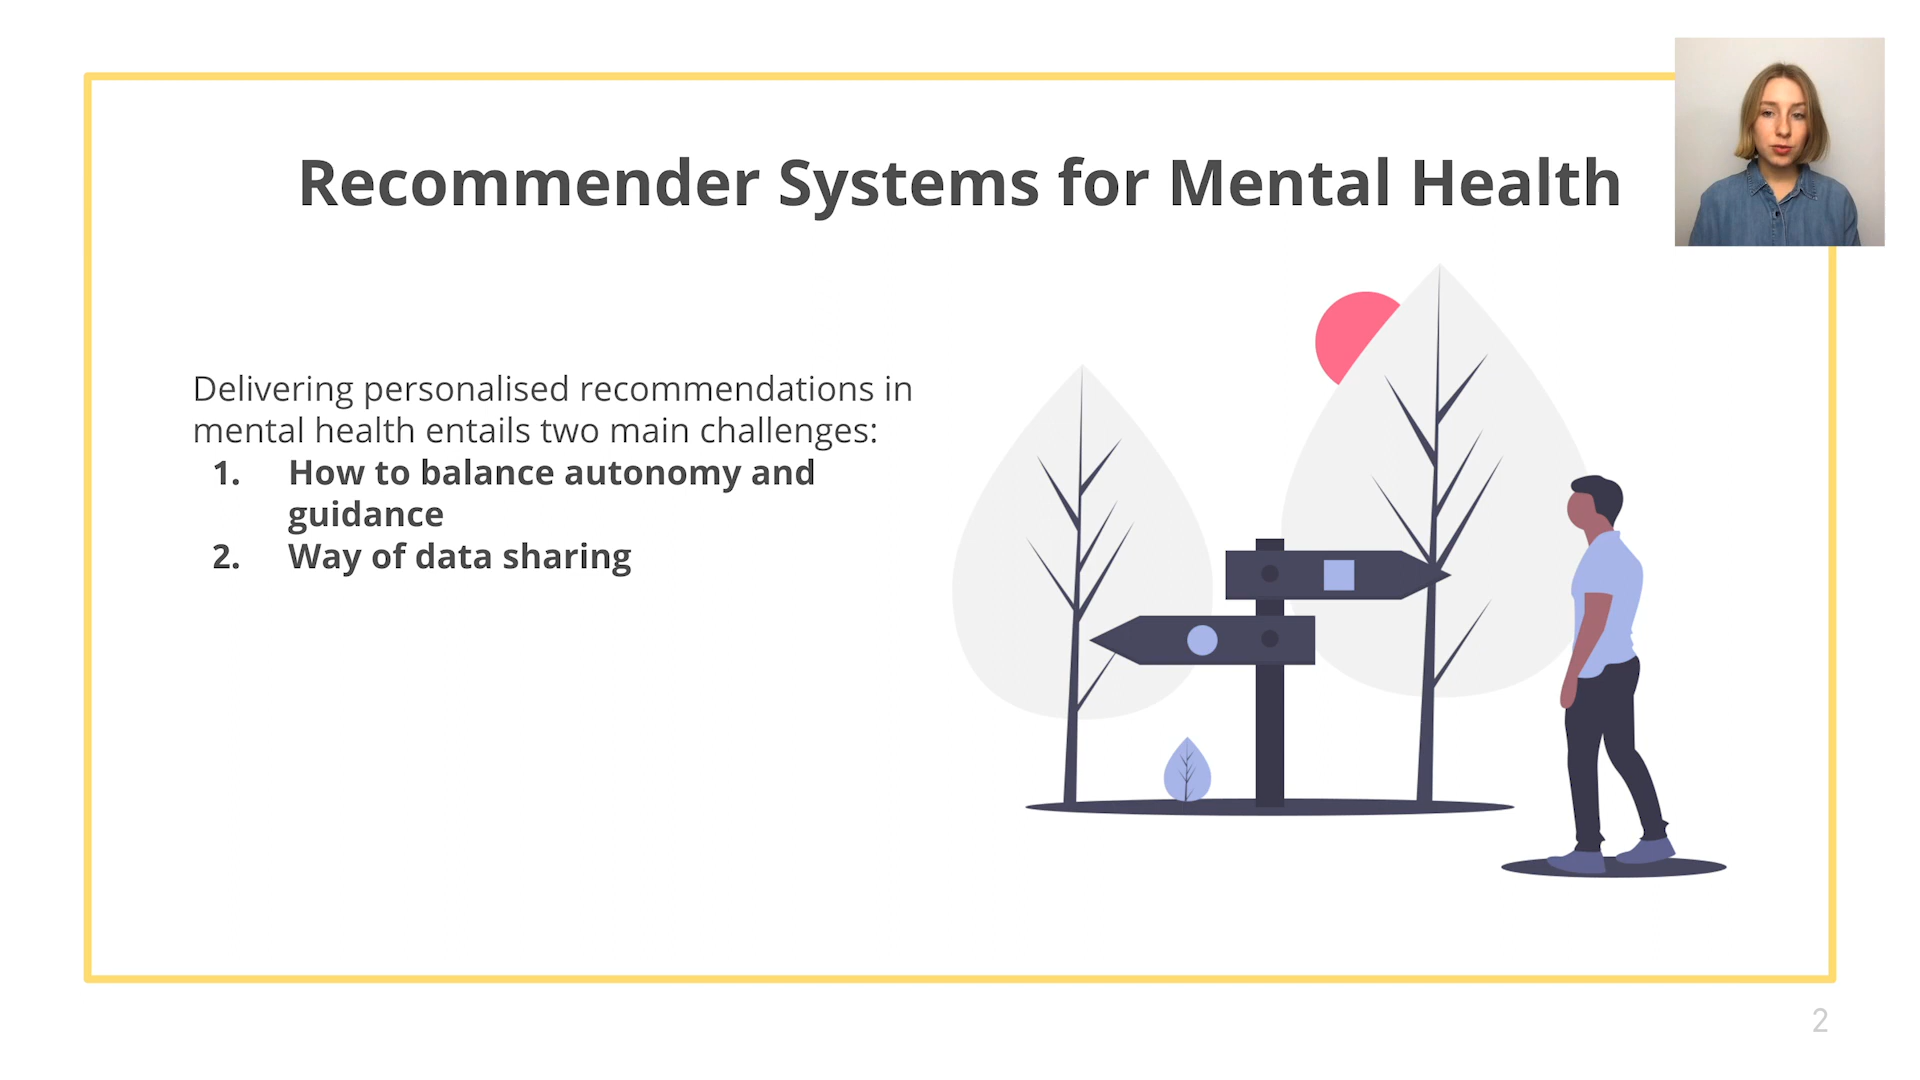 Recommender Systems for Mental Health
Delivering personalised recommendations in
mental health entails two main challenges:
1. How to balance autonomy and
guidance
2. Way of data sharing
2